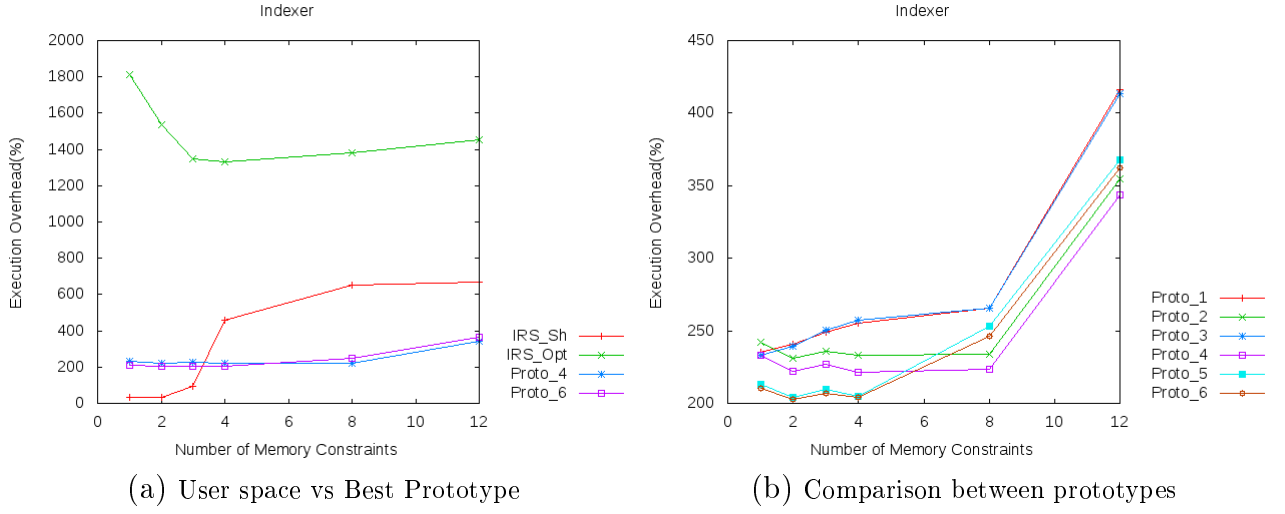 Indexer
2000
1800
1600
1400
1200
1000
800
600
400
200
0
Execution Overhead(%)
0 2 4 6 8 10 12
Number of Memory Constraints
IRS_Sh
IRS_Opt
Proto_4
Proto_6
(a) User space vs Best Prototype
Indexer
450
400
350
300
250
200
Execution Overhead(%)
0 2 4 6 8 10 12
Number of Memory Constraints
Proto_1
Proto_2
Proto_3
Proto_4
Proto_5
Proto_6
(b) Comparison between prototypes